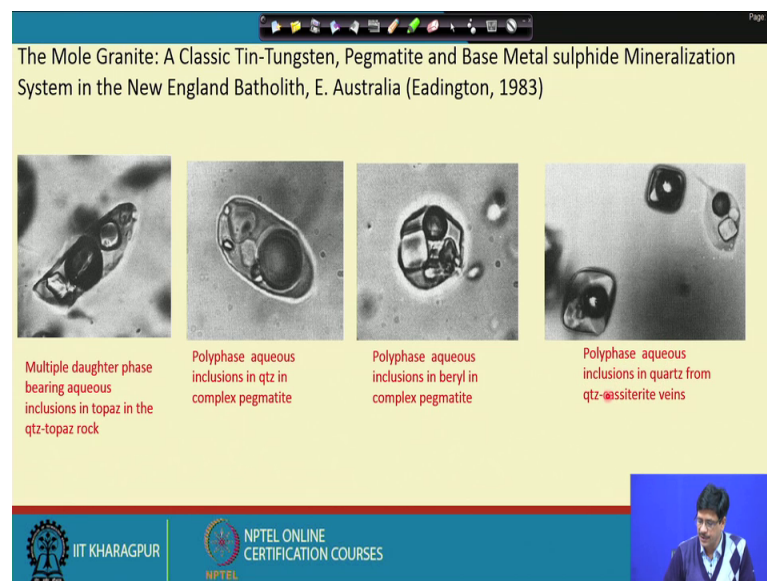 Page
The Mole Granite: A Classic Tin-Tungsten, Pegmatite and Base Metal sulphide Mineralization
System in the New England Batholith, E. Australia (Eadington, 1983)
Multiple daughter phase
bearing aqueous
inclusions in topaz in the
qtz-topaz rock
Polyphase aqueous
inclusions in qtz in
complex pegmatite
Polyphase aqueous
inclusions in beryl in
complex pegmatite
Polyphase aqueous
inclusions in quartz from
qtz-cassiterite veins
IIT KHARAGPUR
NPTEL
NPTEL ONLINE
CERTIFICATION COURSES